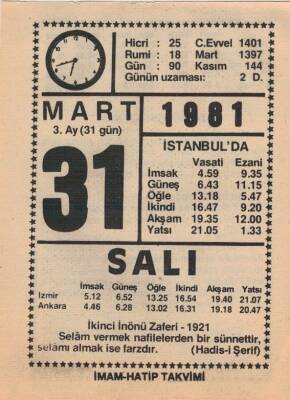 Hicri : 25 C.Evvel 1401
Rumi : 18 Mart 1397
Gün : 90 Kasım 144
Günün uzaması: 2 D.
MART
3. Ay (31 gün)
31
1981
İSTANBUL'DA
Vasati Ezani
İmsak 4.59 9.35
Güneş 6.43 11.15
Öğle 13.18 5.47
İkindi 16.47 9.20
Akşam 19.35 12.00
Yatsı 21.05 1.33
SALI
İmsak Güneş Öğle İkindi Akşam Yatsı
Izmir 5.12 6.52 13.25 16.54 19.40 21.07
Ankara 4.46 6.28 13.02 16.31 19.18 20.47
İkinci İnönü Zaferi - 1921
Selâm vermek nafilelerden bir sünnettir,
selâmı almak ise farzdır. (Hadis-i Şerif)
İMAM-HATİP TAKVİMİ